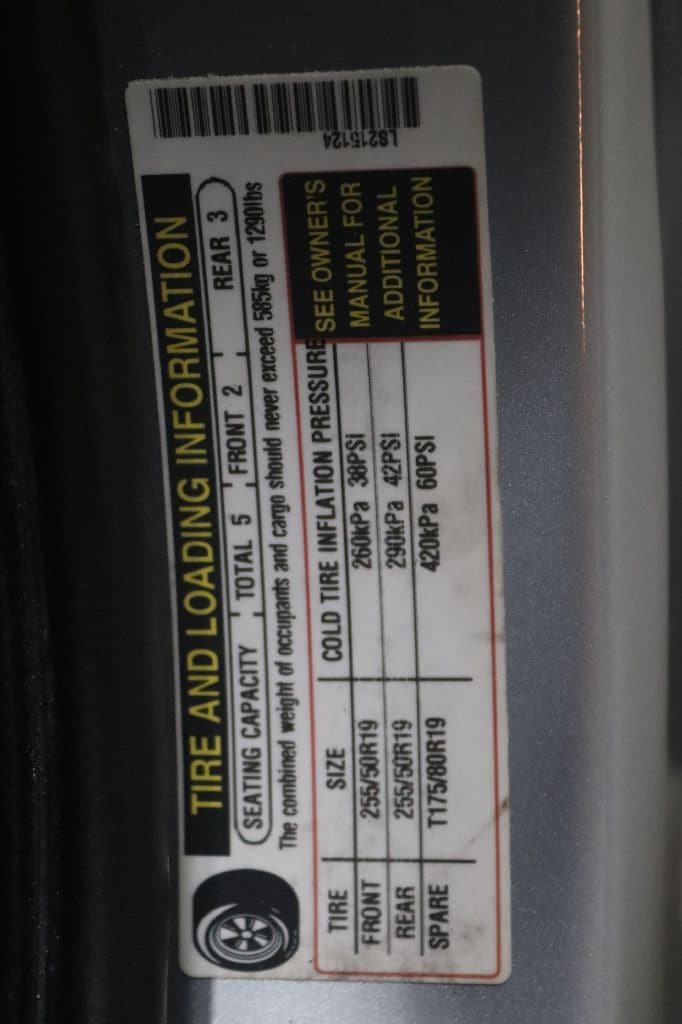 TIRE AND LOADING INFORMATION
SEATING CAPACITY TOTAL 5 FRONT 2 REAR 3
The combined weight of occupants and cargo should never exceed 585kg or 1290lbs
TIRE SIZE COLD TIRE INFLATION PRESSURE
FRONT 255/50R19 260kPa 38PSI
REAR 255/50R19 290kPa 42PSI
SPARE T175/80R19 420kPa 60PSI
SEE OWNER'S
MANUAL FOR
ADDITIONAL
INFORMATION
LS215124